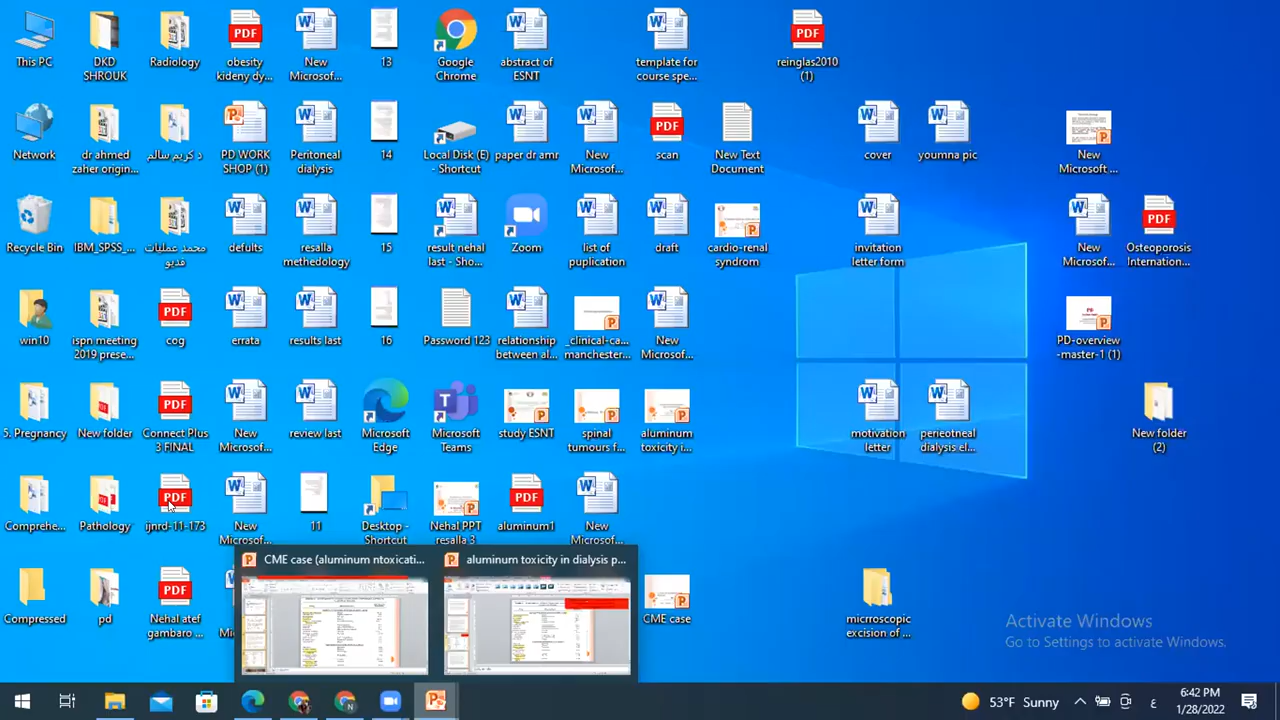 This PC
DKD
SHROUK
Radiology
obesity
kideny dy...
New
Microsof...
13
Google
Chrome
abstract of
ESNT
template for
course spe...
reinglas2010
(1)
Network
dr ahmed
zaher origin...
د كريم سالم
PD WORK
SHOP (1)
Peritoneal
dialysis
14
Local Disk (E)
- Shortcut
paper dr amr
New
Microsof...
scan
New Text
Document
cover
youmna pic
New
Microsoft ...
Recycle Bin
IBM_SPSS_...
محمد عمليات
فديو
defults
resalla
methedology
15
result nehal
last - Sho...
Zoom
list of
puplication
draft
cardio-renal
syndrom
invitation
letter form
New
Microsof...
Osteoporosis
Internation...
win10
ispn meeting
2019 prese...
cog
errata
results last
16
Password 123
relationship
between al...
_clinical-ca...
manchester...
New
Microsof...
PD-overview
-master-1 (1)
5. Pregnancy
New folder
Connect Plus
3 FINAL
New
Microsof...
review last
Microsoft
Edge
Microsoft
Teams
study ESNT
spinal
tumours f...
aluminum
toxicity i...
motivation
letter
perieotneal
dialysis el...
New folder
(2)
Comprehe...
Pathology
ijnrd-11-173
New
Microsof...
11
Desktop -
Shortcut
Nehal PPT
resalla 3
aluminum1
New
Microsof...
CME case (aluminum ntoxicati...
aluminum toxicity in dialysis p...
Compressed
pd
Nehal atef
gambaro ...
CME case
microscopic
excision of ...
Activate Windows
Go to Settings to activate Windows.
53°F Sunny
ع
6:42 PM
1/28/2022